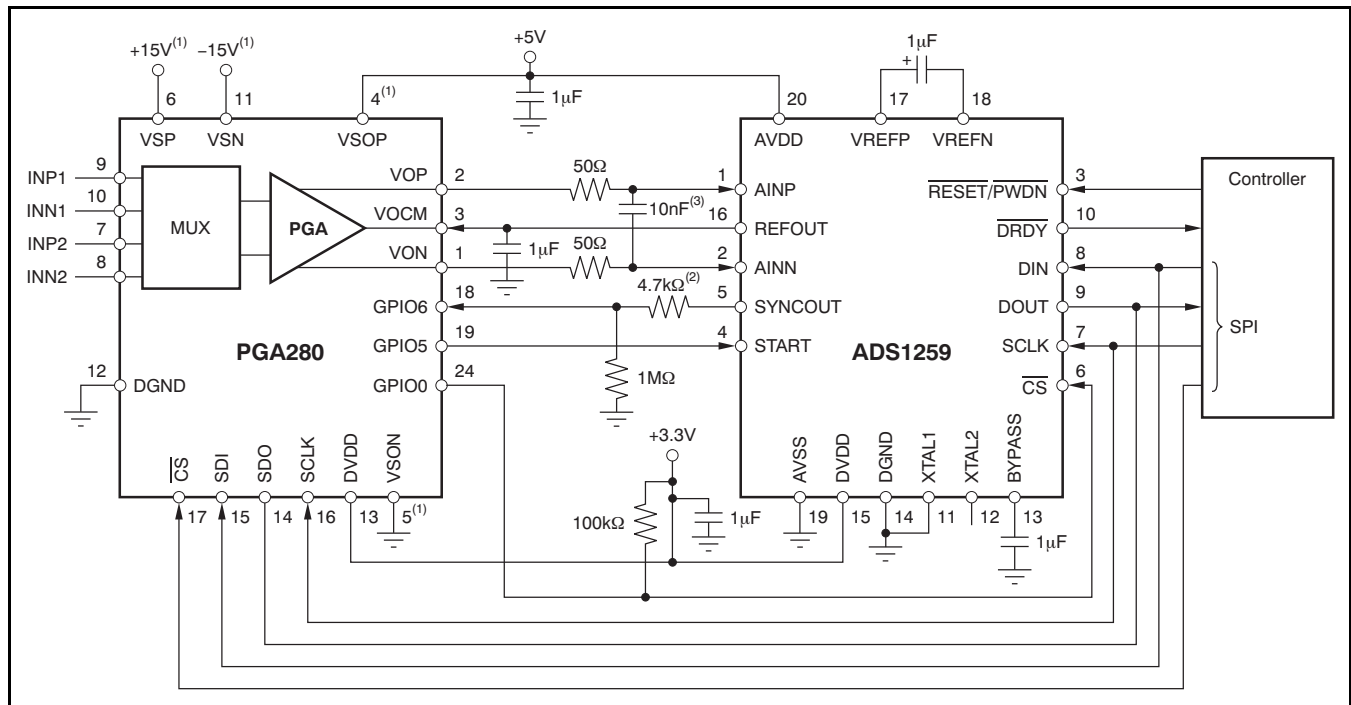 +15V(1) –15V(1)
+5V
1µF
6 11 4(1)
1µF
+
20 17 18
VSP VSN VSOP
AVDD VREFP VREFN
INP1 9
INN1 10
INP2 7
INN2 8
MUX
PGA
VOP 2
VOCM 3
VON 1
GPIO6 18
GPIO5 19
GPIO0 24
PGA280
12 DGND
50Ω
10nF(3)
1µF
50Ω
4.7kΩ(2)
1MΩ
1 AINP
16 REFOUT
2 AINN
5 SYNCOUT
4 START
ADS1259
RESET/PWDN 3
DRDY 10
DIN 8
DOUT 9
SCLK 7
CS 6
Controller
SPI
+3.3V
100kΩ
1µF
CS SDI SDO SCLK DVDD VSON
17 15 14 16 13 5(1)
AVSS DVDD DGND XTAL1 XTAL2 BYPASS
19 15 14 11 12 13
1µF